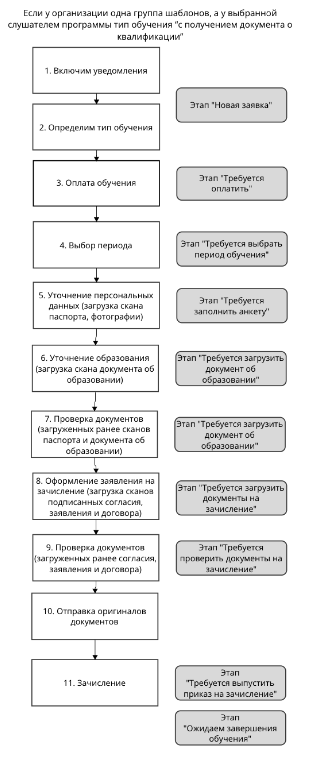 Если у организации одна группа шаблонов, а у выбранной
слушателем программы тип обучения "с получением документа о
квалификации"
1. Включим уведомления
Этап "Новая заявка"
2. Определим тип обучения
3. Оплата обучения
Этап "Требуется
оплатить"
4. Выбор периода
Этап "Требуется выбрать
период обучения"
5. Уточнение персональных
данных (загрузка скана
паспорта, фотографии)
Этап "Требуется
заполнить анкету"
6. Уточнение образования
(загрузка скана документа об
образовании)
Этап "Требуется загрузить
документ об
образовании"
7. Проверка документов
(загруженных ранее сканов
паспорта и документа об
образовании)
Этап "Требуется загрузить
документ об
образовании"
8. Оформление заявления на
зачисление (загрузка сканов
подписанных согласия,
заявления и договора)
Этап "Требуется загрузить
документы на
зачисление"
9. Проверка документов
(загруженных ранее согласия,
заявления и договора)
Этап "Требуется
проверить документы на
зачисление"
10. Отправка оригиналов
документов
11. Зачисление
Этап
"Требуется выпустить
приказ на зачисление"
Этап
"Ожидаем завершения
обучения"